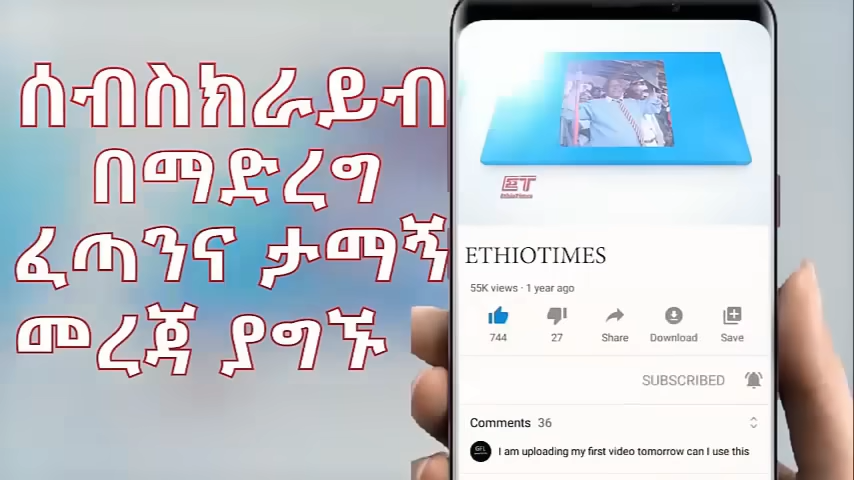 ሰብስክራይብ
በማድረግ
ፈጣንና ታማኝ
መረጃ ያግኙ
ET
EthioTimes
ETHIOTIMES
55K views · 1 year ago
744
27
Share
Download
Save
SUBSCRIBED
Comments 36
I am uploading my first video tomorrow can I use this